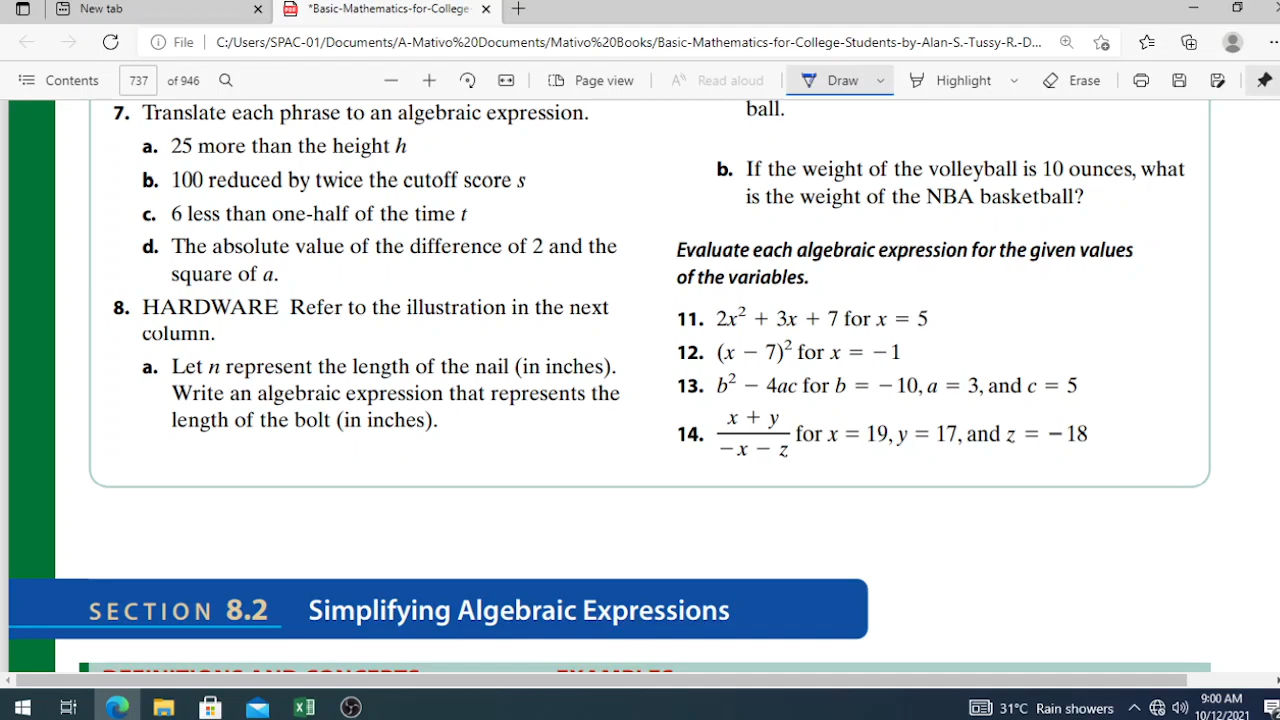 New tab
*Basic-Mathematics-for-College-
File
C:/Users/SPAC-01/Documents/A-Mativo%20Documents/Mativo%20Books/Basic-Mathematics-for-College-Students-by-Alan-S.-Tussy-R.-D...
Contents
737
of 946
Page view
Read aloud
Draw
Highlight
Erase
7. Translate each phrase to an algebraic expression.
a. 25 more than the height h
b. 100 reduced by twice the cutoff score s
c. 6 less than one-half of the time t
d. The absolute value of the difference of 2 and the
square of a.
8. HARDWARE Refer to the illustration in the next
column.
a. Let n represent the length of the nail (in inches).
Write an algebraic expression that represents the
length of the bolt (in inches).
ball.
b. If the weight of the volleyball is 10 ounces, what
is the weight of the NBA basketball?
Evaluate each algebraic expression for the given values
of the variables.
11. 2x² + 3x + 7 for x = 5
12. (x − 7)² for x = −1
13. b² − 4ac for b = −10, a = 3, and c = 5
14. (x + y)/(−x − z) for x = 19, y = 17, and z = −18
SECTION 8.2 Simplifying Algebraic Expressions
DEFINITIONS AND CONCEPTS EXAMPLES
31°C Rain showers
9:00 AM
10/12/2021